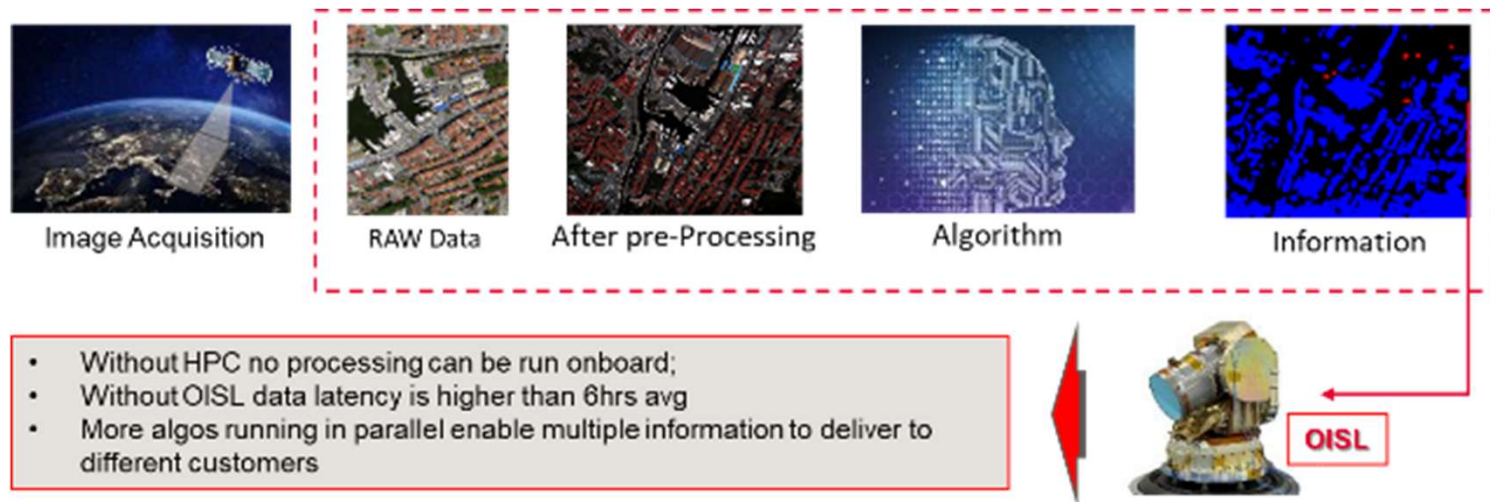 Image Acquisition
RAW Data
After pre-Processing
Algorithm
Information
• Without HPC no processing can be run onboard;
• Without OISL data latency is higher than 6hrs avg
• More algos running in parallel enable multiple information to deliver to
different customers
OISL